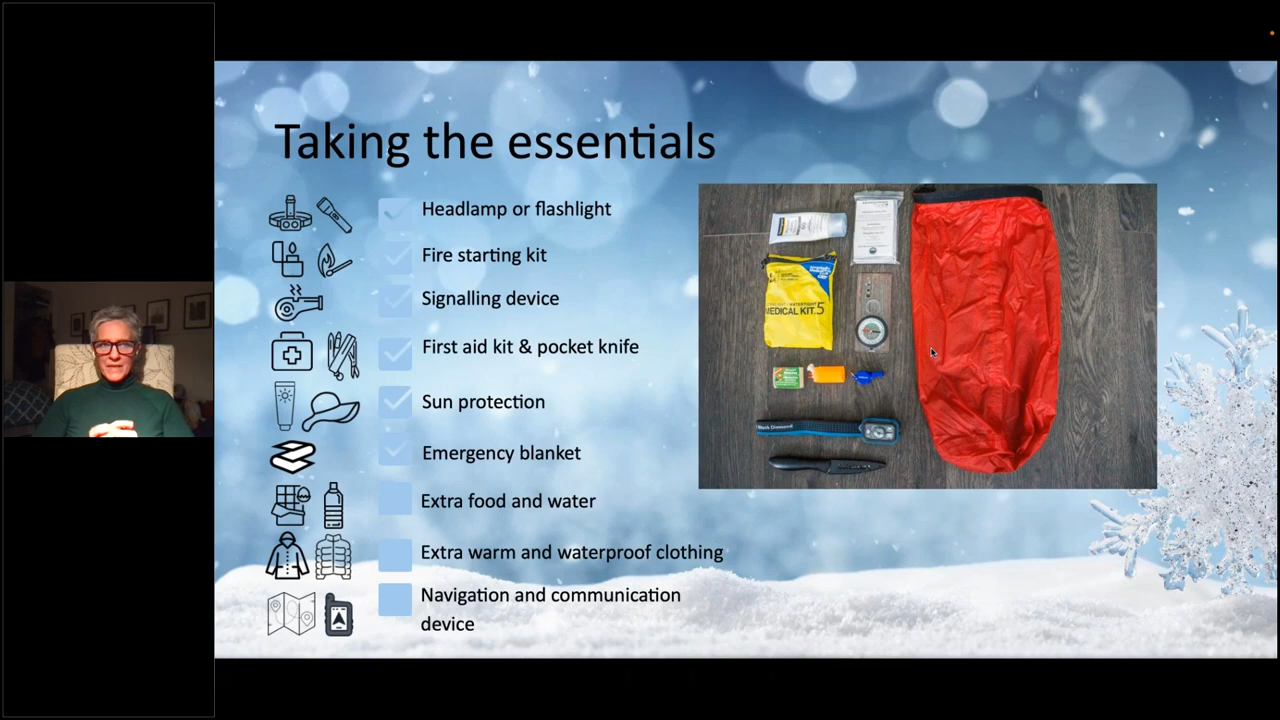 Taking the essentials
Headlamp or flashlight
Fire starting kit
Signalling device
First aid kit & pocket knife
Sun protection
Emergency blanket
Extra food and water
Extra warm and waterproof clothing
Navigation and communication
device
MEDICAL KIT .5
Black Diamond